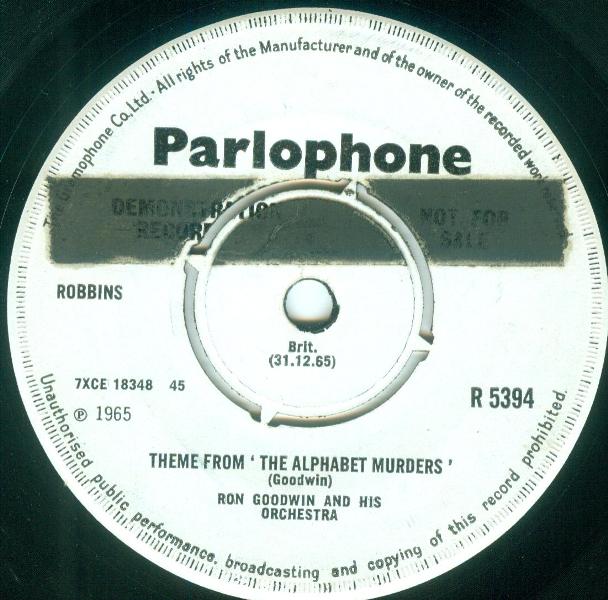 The Gramophone Co. Ltd. · All rights of the Manufacturer and of the owner of the recorded work
Parlophone
DEMONSTRATION NOT FOR
RECORD SALE
ROBBINS
Brit.
(31.12.65)
7XCE 18348 45
R 5394
℗ 1965
THEME FROM ‘ THE ALPHABET MURDERS ’
(Goodwin)
RON GOODWIN AND HIS
ORCHESTRA
Unauthorised public performance, broadcasting and copying of this record prohibited.